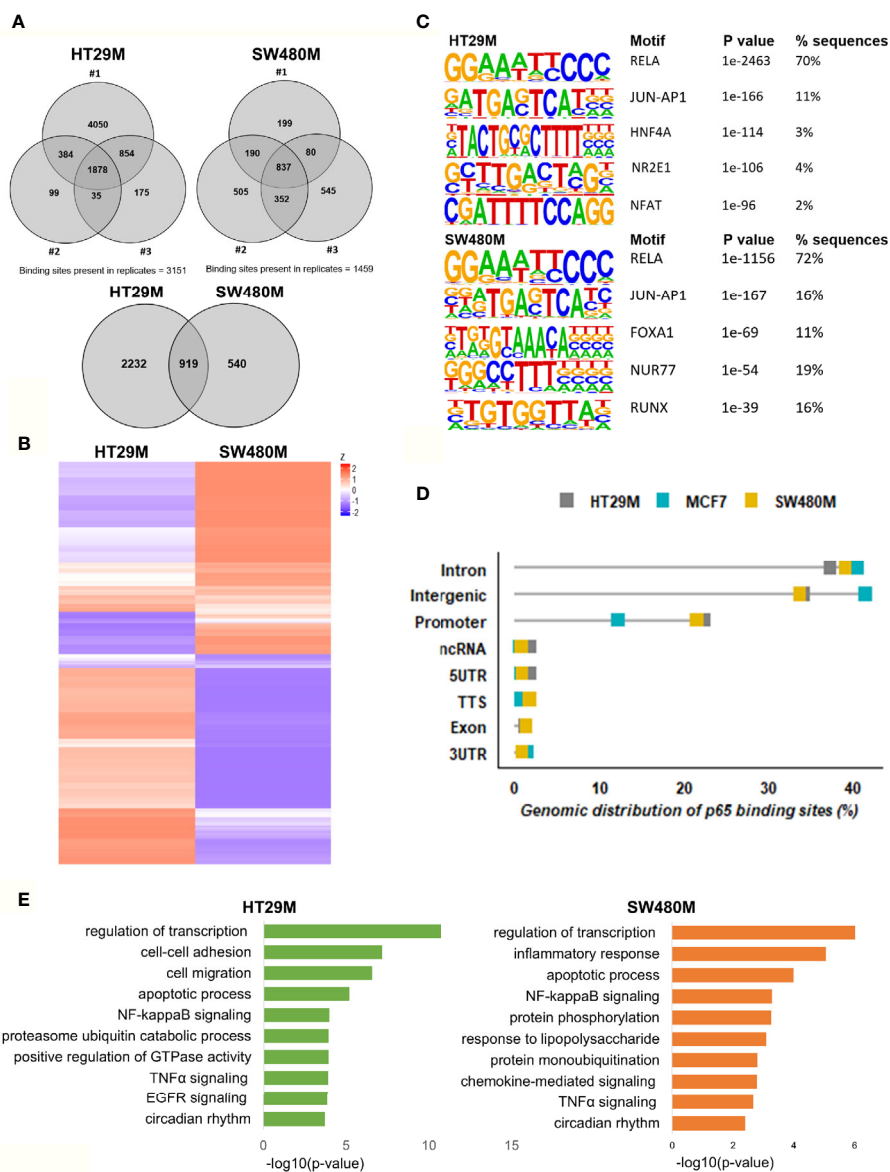 A
HT29M
SW480M
#1
#1
4050
199
384
854
190
80
1878
837
99
35
175
505
352
545
#2
#3
#2
#3
Binding sites present in replicates = 3151
Binding sites present in replicates = 1459
HT29M
SW480M
2232
919
540
B
HT29M
SW480M
Z
2
1
0
-1
-2
C
HT29M
Motif P value % sequences
RELA 1e-2463 70%
JUN-AP1 1e-166 11%
HNF4A 1e-114 3%
NR2E1 1e-106 4%
NFAT 1e-96 2%
SW480M
Motif P value % sequences
RELA 1e-1156 72%
JUN-AP1 1e-167 16%
FOXA1 1e-69 11%
NUR77 1e-54 19%
RUNX 1e-39 16%
D
HT29M MCF7 SW480M
Intron
Intergenic
Promoter
ncRNA
5UTR
TTS
Exon
3UTR
0 10 20 30 40
Genomic distribution of p65 binding sites (%)
E
HT29M
regulation of transcription
cell-cell adhesion
cell migration
apoptotic process
NF-kappaB signaling
proteasome ubiquitin catabolic process
positive regulation of GTPase activity
TNFα signaling
EGFR signaling
circadian rhythm
0 5 10 15
-log10(p-value)
SW480M
regulation of transcription
inflammatory response
apoptotic process
NF-kappaB signaling
protein phosphorylation
response to lipopolysaccharide
protein monoubiquitination
chemokine-mediated signaling
TNFα signaling
circadian rhythm
0 2 4 6
-log10(p-value)